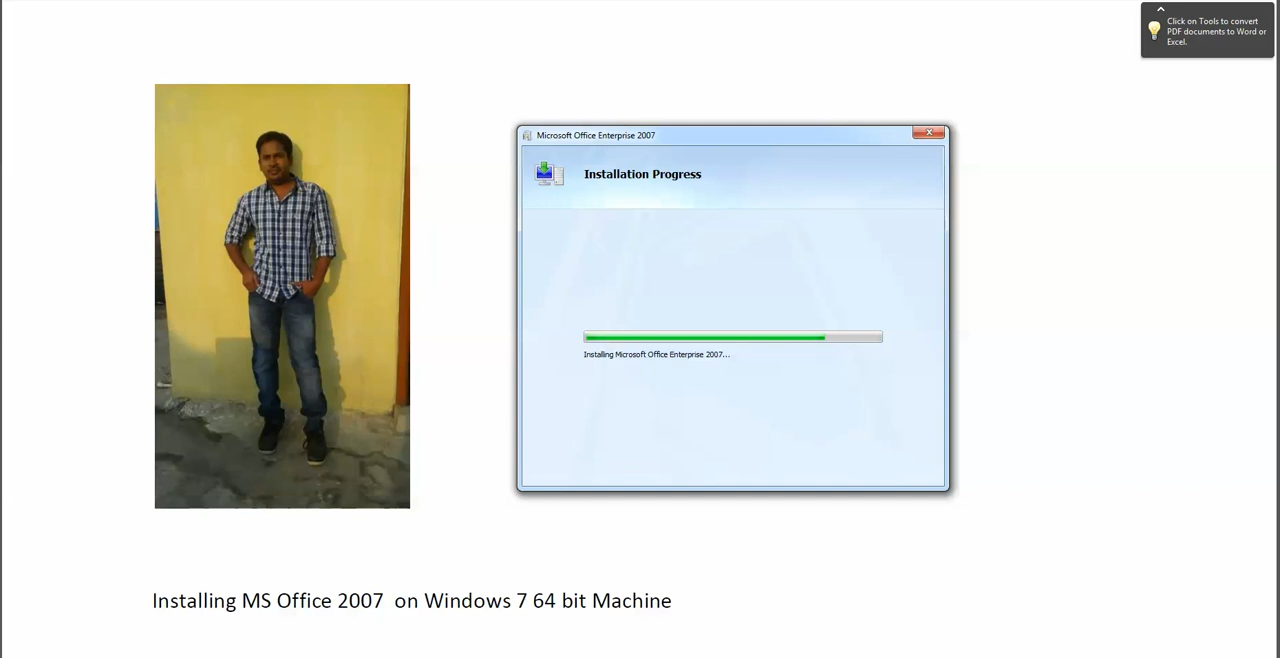 Click on Tools to convert
PDF documents to Word or
Excel.
Microsoft Office Enterprise 2007
Installation Progress
Installing Microsoft Office Enterprise 2007...
Installing MS Office 2007  on Windows 7 64 bit Machine